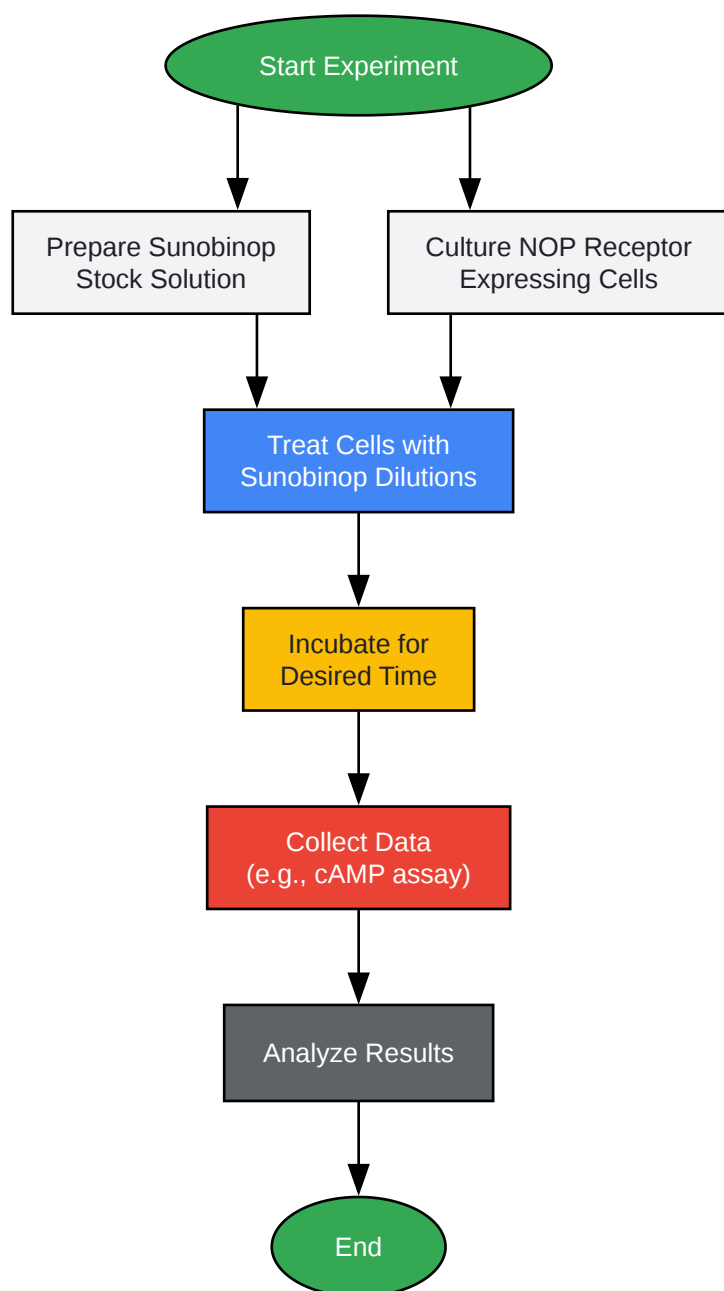 Start Experiment
Prepare Sunobinop
Stock Solution
Culture NOP Receptor
Expressing Cells
Treat Cells with
Sunobinop Dilutions
Incubate for
Desired Time
Collect Data
(e.g., cAMP assay)
Analyze Results
End